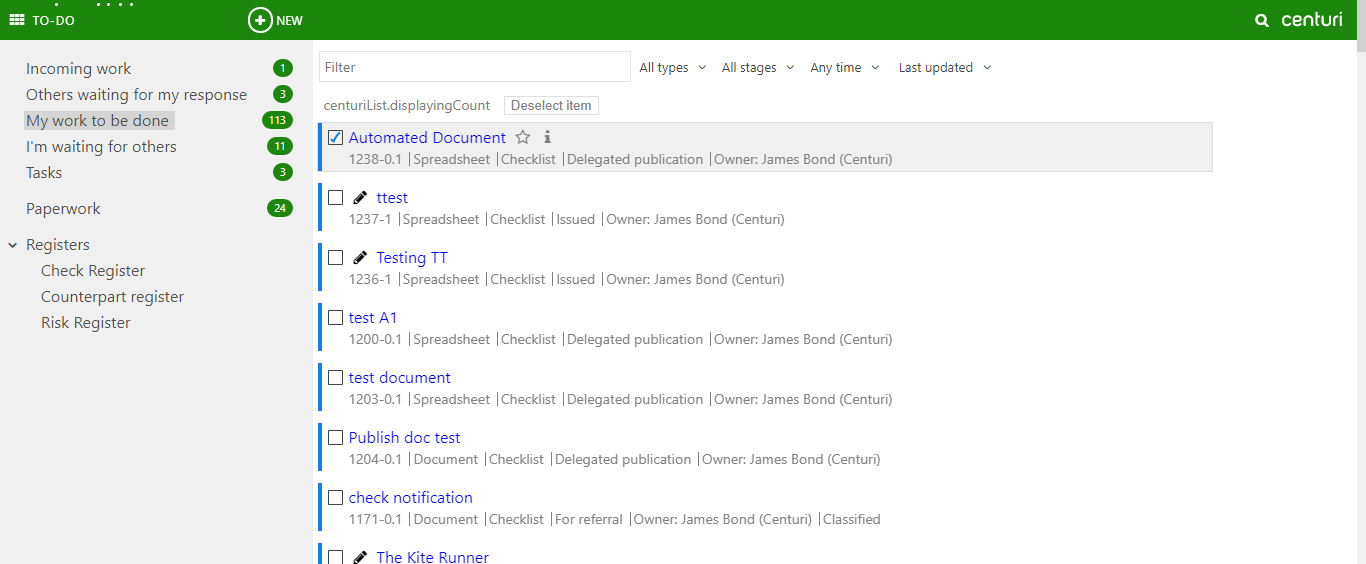 TO-DO
NEW
centuri
Incoming work 1
Others waiting for my response 3
My work to be done 113
I'm waiting for others 11
Tasks 3
Paperwork 24
Registers
Check Register
Counterpart register
Risk Register
Filter
All types
All stages
Any time
Last updated
centuriList.displayingCount
Deselect item
Automated Document
1238-0.1 |Spreadsheet |Checklist |Delegated publication |Owner: James Bond (Centuri)
ttest
1237-1 |Spreadsheet |Checklist |Issued |Owner: James Bond (Centuri)
Testing TT
1236-1 |Spreadsheet |Checklist |Issued |Owner: James Bond (Centuri)
test A1
1200-0.1 |Spreadsheet |Checklist |Delegated publication |Owner: James Bond (Centuri)
test document
1203-0.1 |Spreadsheet |Checklist |Delegated publication |Owner: James Bond (Centuri)
Publish doc test
1204-0.1 |Document |Checklist |Delegated publication |Owner: James Bond (Centuri)
check notification
1171-0.1 |Document |Checklist |For referral |Owner: James Bond (Centuri) |Classified
The Kite Runner